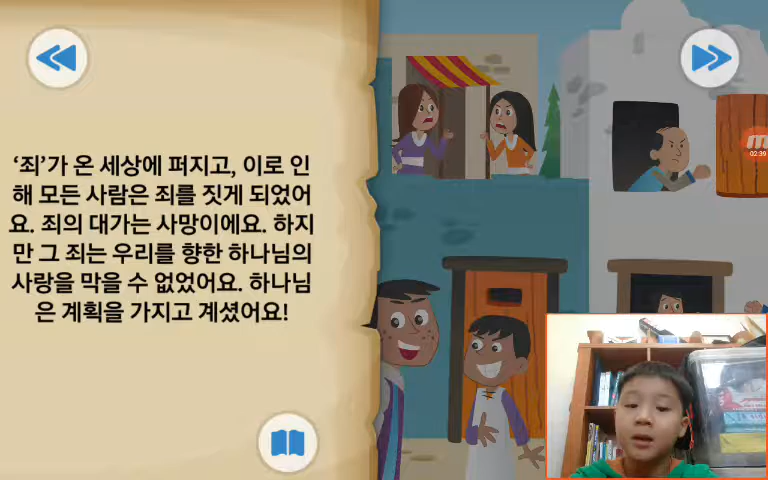 ‘죄’가 온 세상에 퍼지고, 이로 인
해 모든 사람은 죄를 짓게 되었어
요. 죄의 대가는 사망이에요. 하지
만 그 죄는 우리를 향한 하나님의
사랑을 막을 수 없었어요. 하나님
은 계획을 가지고 계셨어요!
02:39